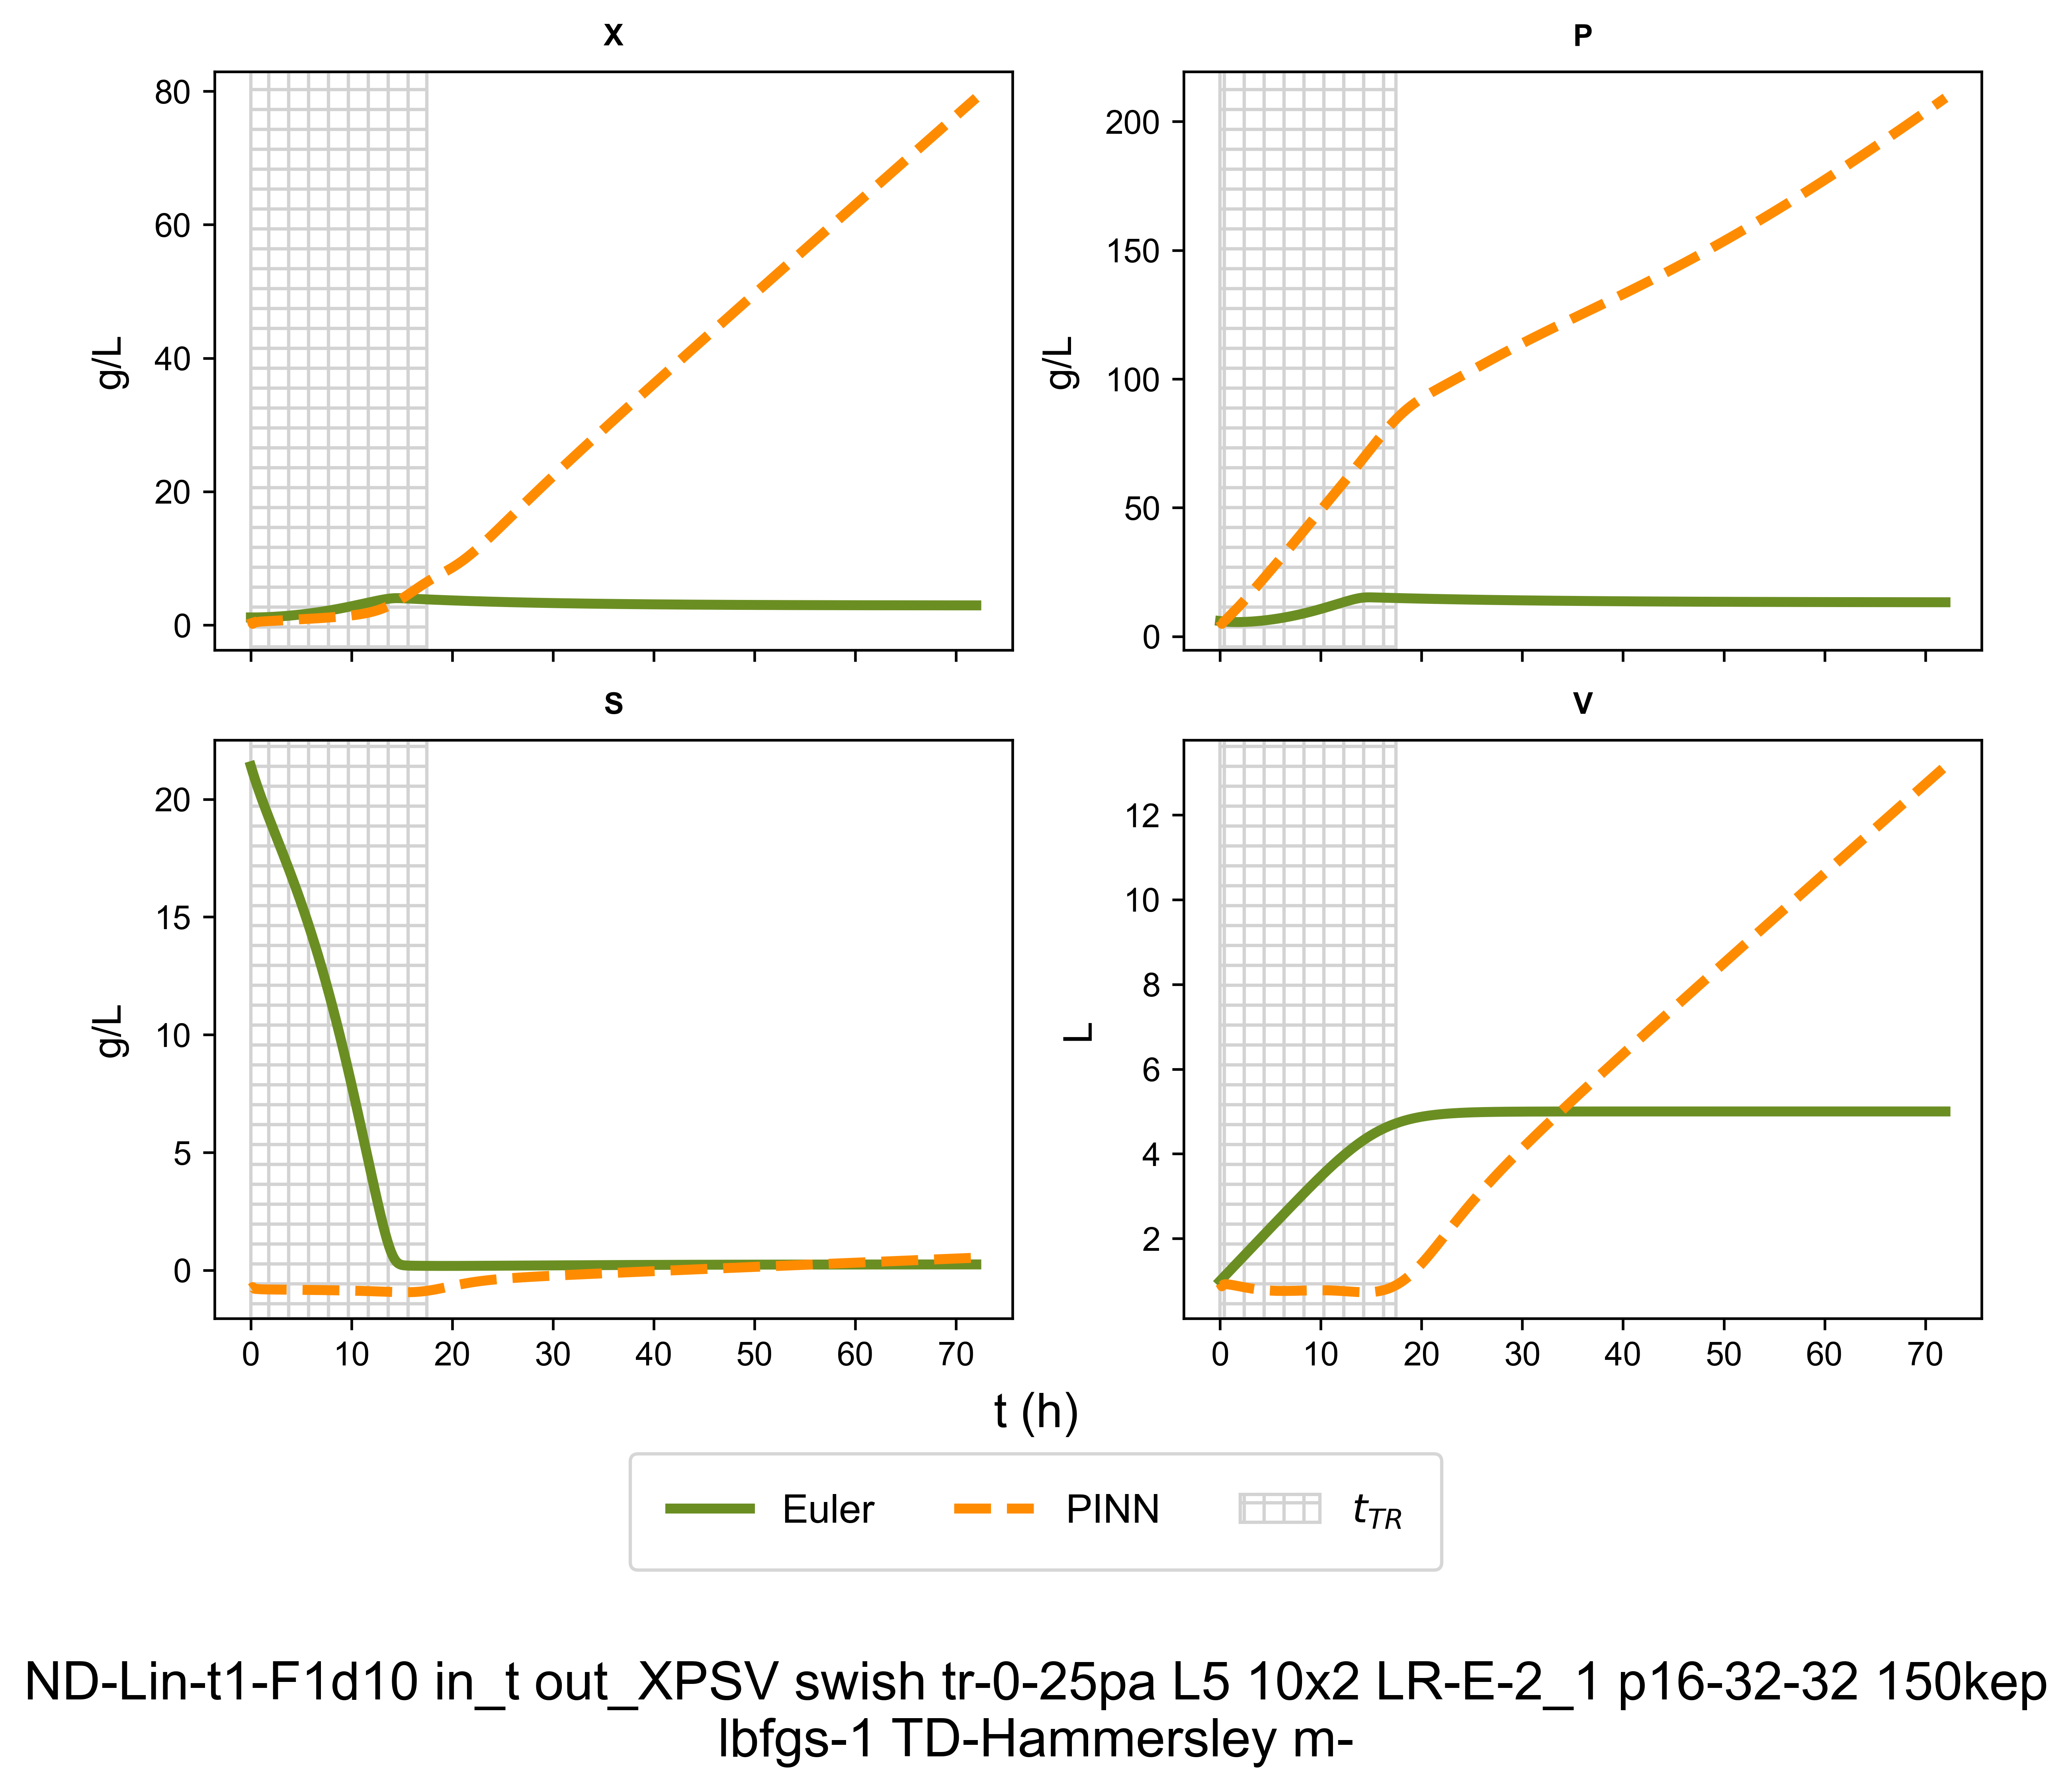 X
P
80
60
40
20
0
g/L
200
150
100
50
0
g/L
S
V
20
15
10
5
0
g/L
12
10
8
6
4
2
L
0 10 20 30 40 50 60 70
0 10 20 30 40 50 60 70
t (h)
Euler PINN t_TR
ND-Lin-t1-F1d10 in_t out_XPSV swish tr-0-25pa L5 10x2 LR-E-2_1 p16-32-32 150kep
lbfgs-1 TD-Hammersley m-